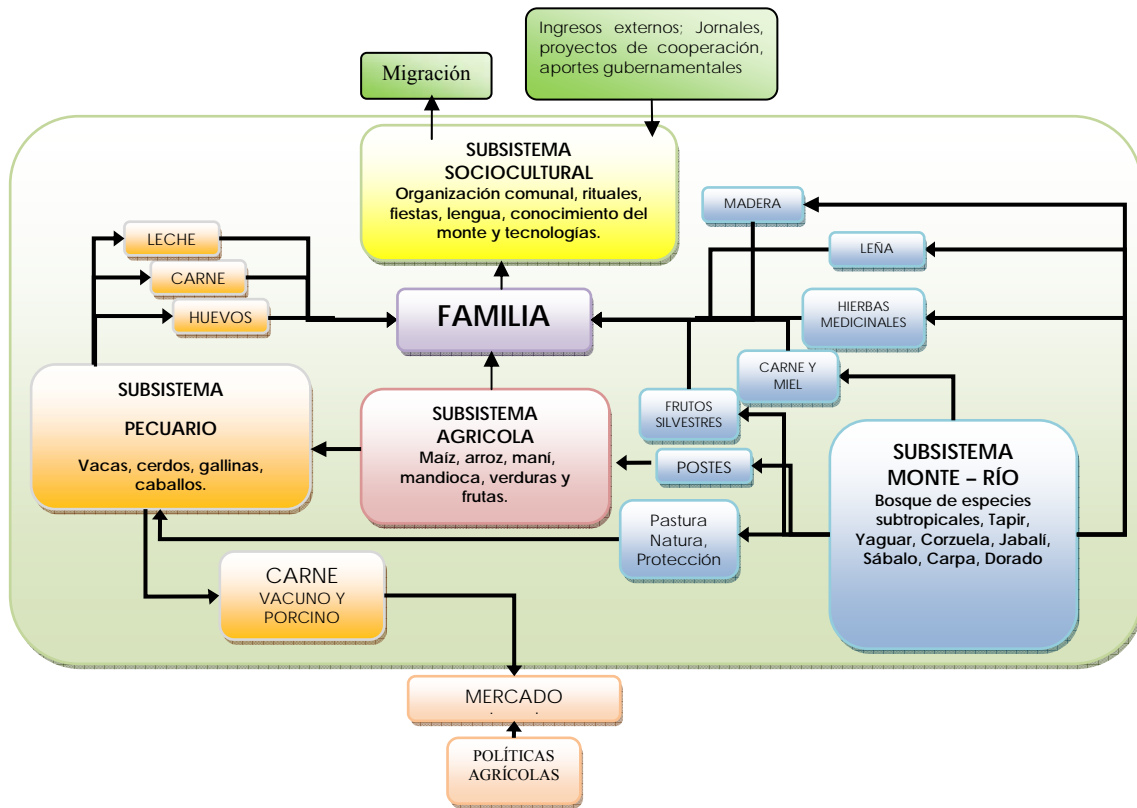 Ingresos externos; Jornales,
proyectos de cooperación,
aportes gubernamentales
Migración
SUBSISTEMA
SOCIOCULTURAL
Organización comunal, rituales,
fiestas, lengua, conocimiento del
monte y tecnologías.
MADERA
LECHE
LEÑA
CARNE
HUEVOS
FAMILIA
HIERBAS
MEDICINALES
CARNE Y
MIEL
SUBSISTEMA
PECUARIO
Vacas, cerdos, gallinas,
caballos.
SUBSISTEMA
AGRICOLA
Maíz, arroz, maní,
mandioca, verduras y
frutas.
FRUTOS
SILVESTRES
POSTES
SUBSISTEMA
MONTE – RÍO
Bosque de especies
subtropicales, Tapir,
Yaguar, Corzuela, Jabalí,
Sábalo, Carpa, Dorado
Pastura
Natura,
Protección
CARNE
VACUNO Y
PORCINO
MERCADO
POLÍTICAS
AGRÍCOLAS